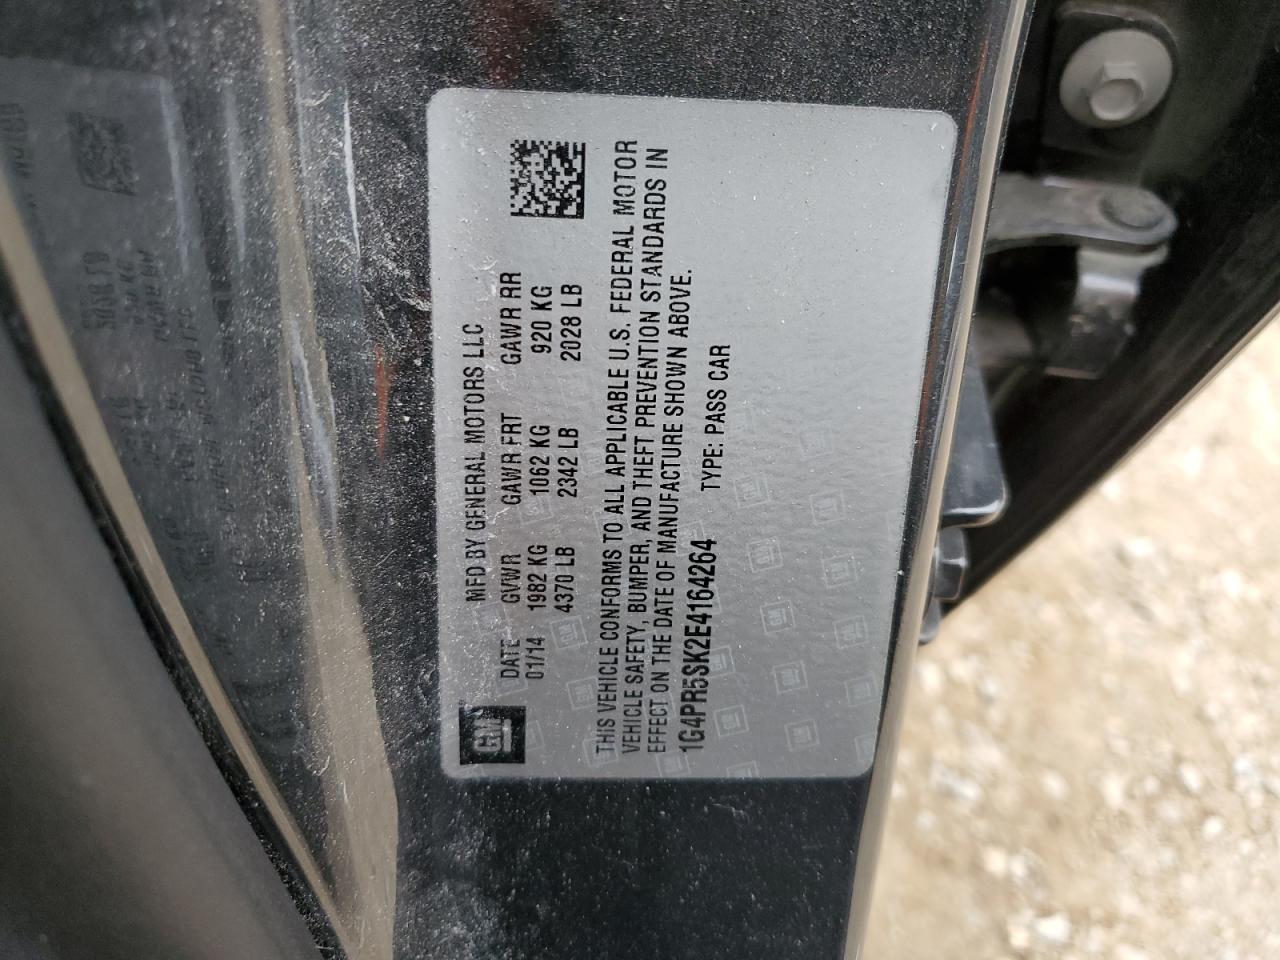 GM
MFD BY GENERAL MOTORS LLC
DATE GVWR GAWR FRT GAWR RR
01/14 1982 KG 1062 KG 920 KG
4370 LB 2342 LB 2028 LB
THIS VEHICLE CONFORMS TO ALL APPLICABLE U.S. FEDERAL MOTOR
VEHICLE SAFETY, BUMPER, AND THEFT PREVENTION STANDARDS IN
EFFECT ON THE DATE OF MANUFACTURE SHOWN ABOVE.
1G4PR5SK2E4164264 TYPE: PASS CAR